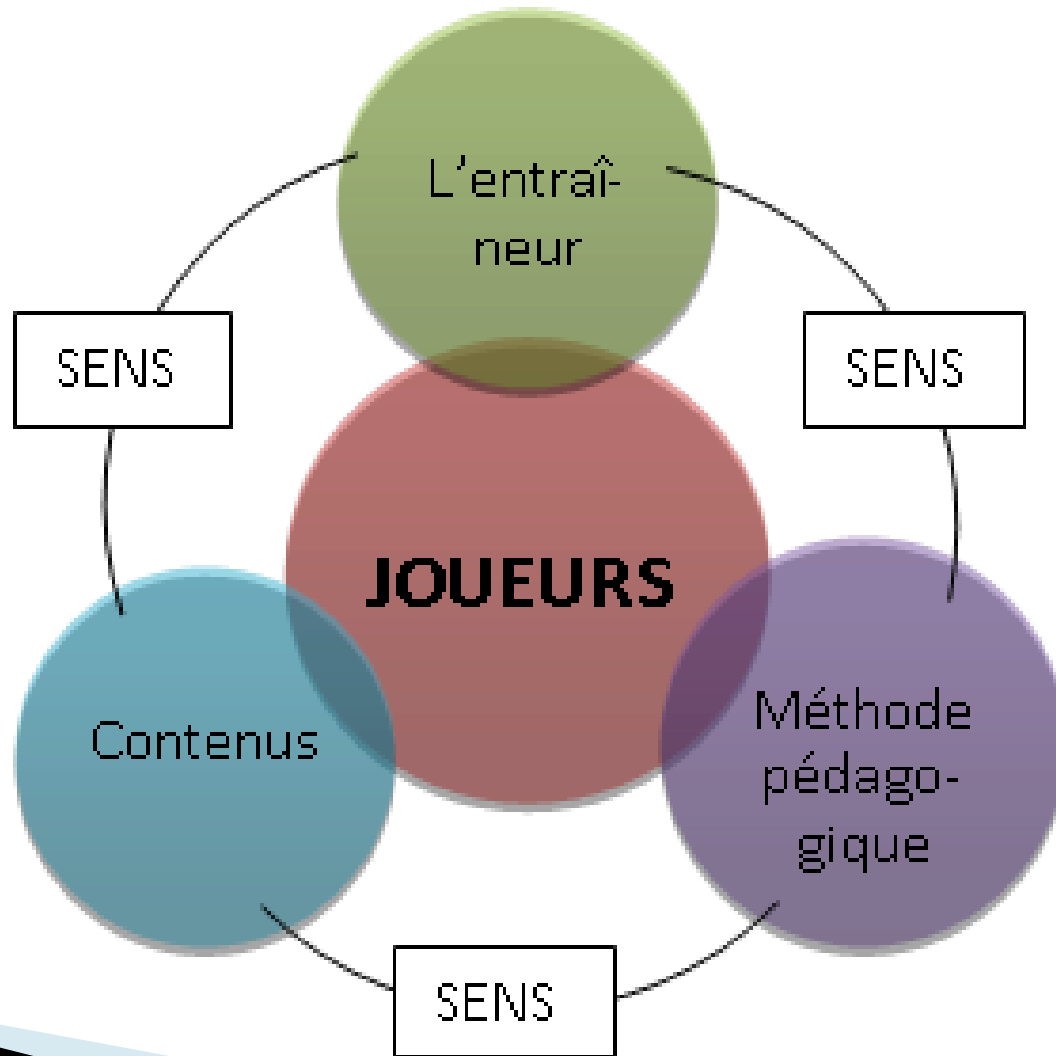 L'entraî-
neur
SENS
SENS
JOUEURS
Contenus
Méthode
pédago-
gique
SENS